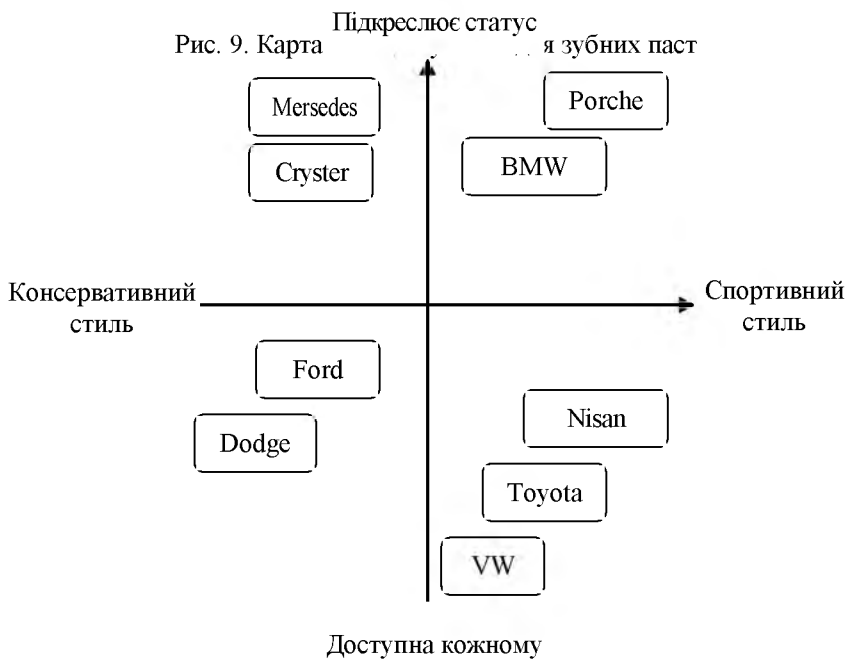 Підкреслює статус
Рис. 9. Карта я зубних паст
Mersedes
Porche
Cryster
BMW
Консервативний
стиль
Спортивний
стиль
Ford
Nisan
Dodge
Toyota
VW
Доступна кожному